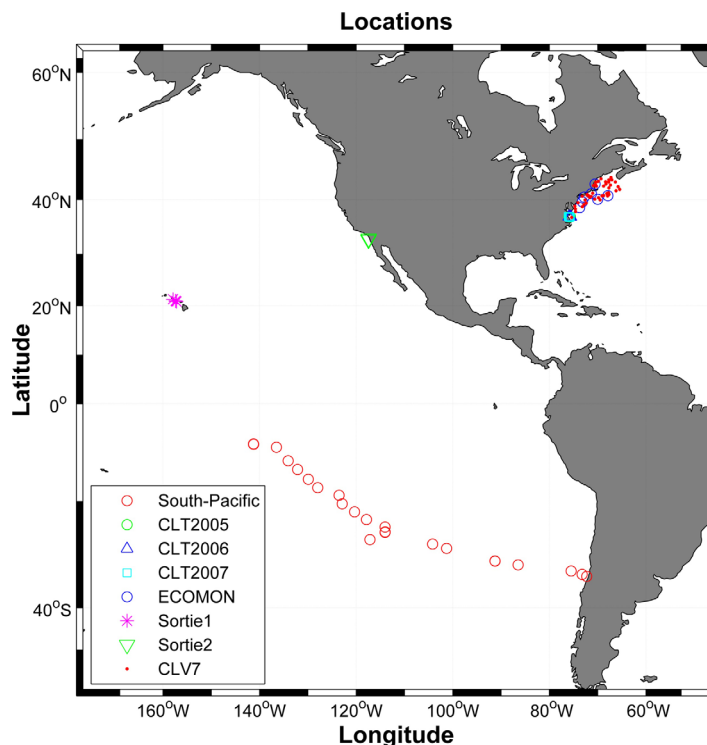 Locations
60°N
40°N
20°N
0°
40°S
Latitude
South-Pacific
CLT2005
CLT2006
CLT2007
ECOMON
Sortie1
Sortie2
CLV7
160°W 140°W 120°W 100°W 80°W 60°W
Longitude